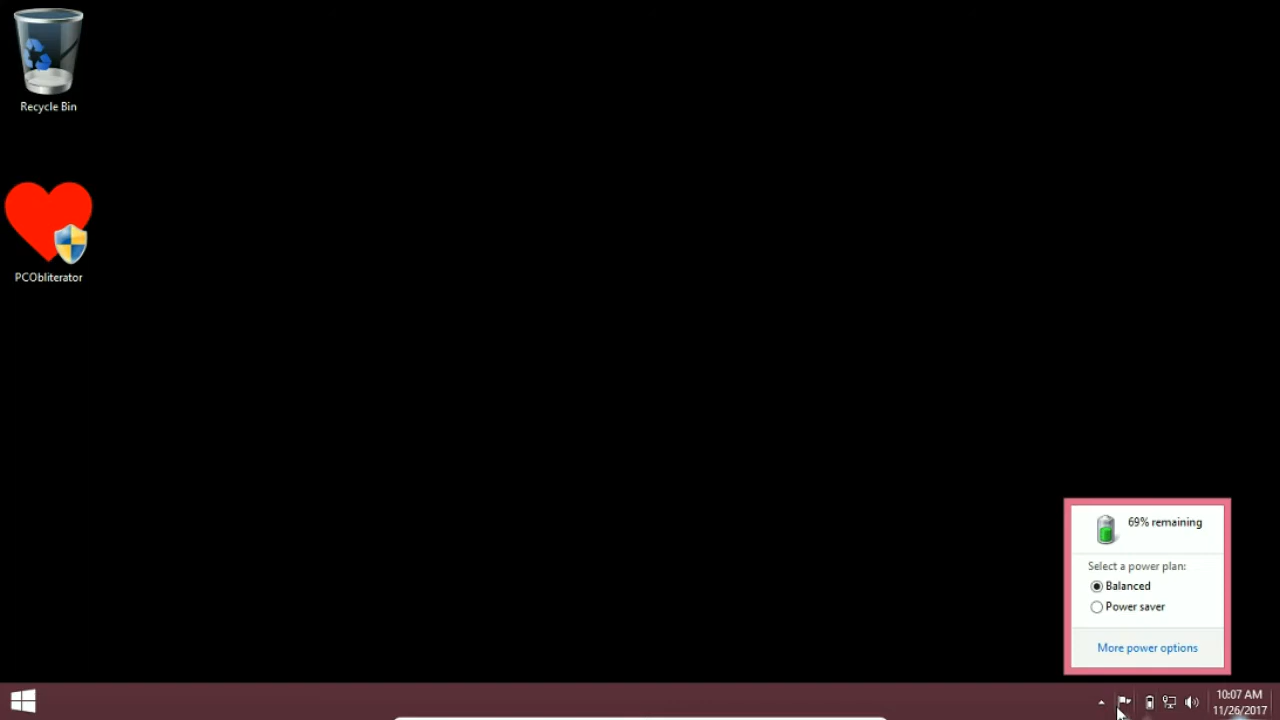 Recycle Bin
PCObliterator
69% remaining
Select a power plan:
Balanced
Power saver
More power options
10:07 AM
11/26/2017